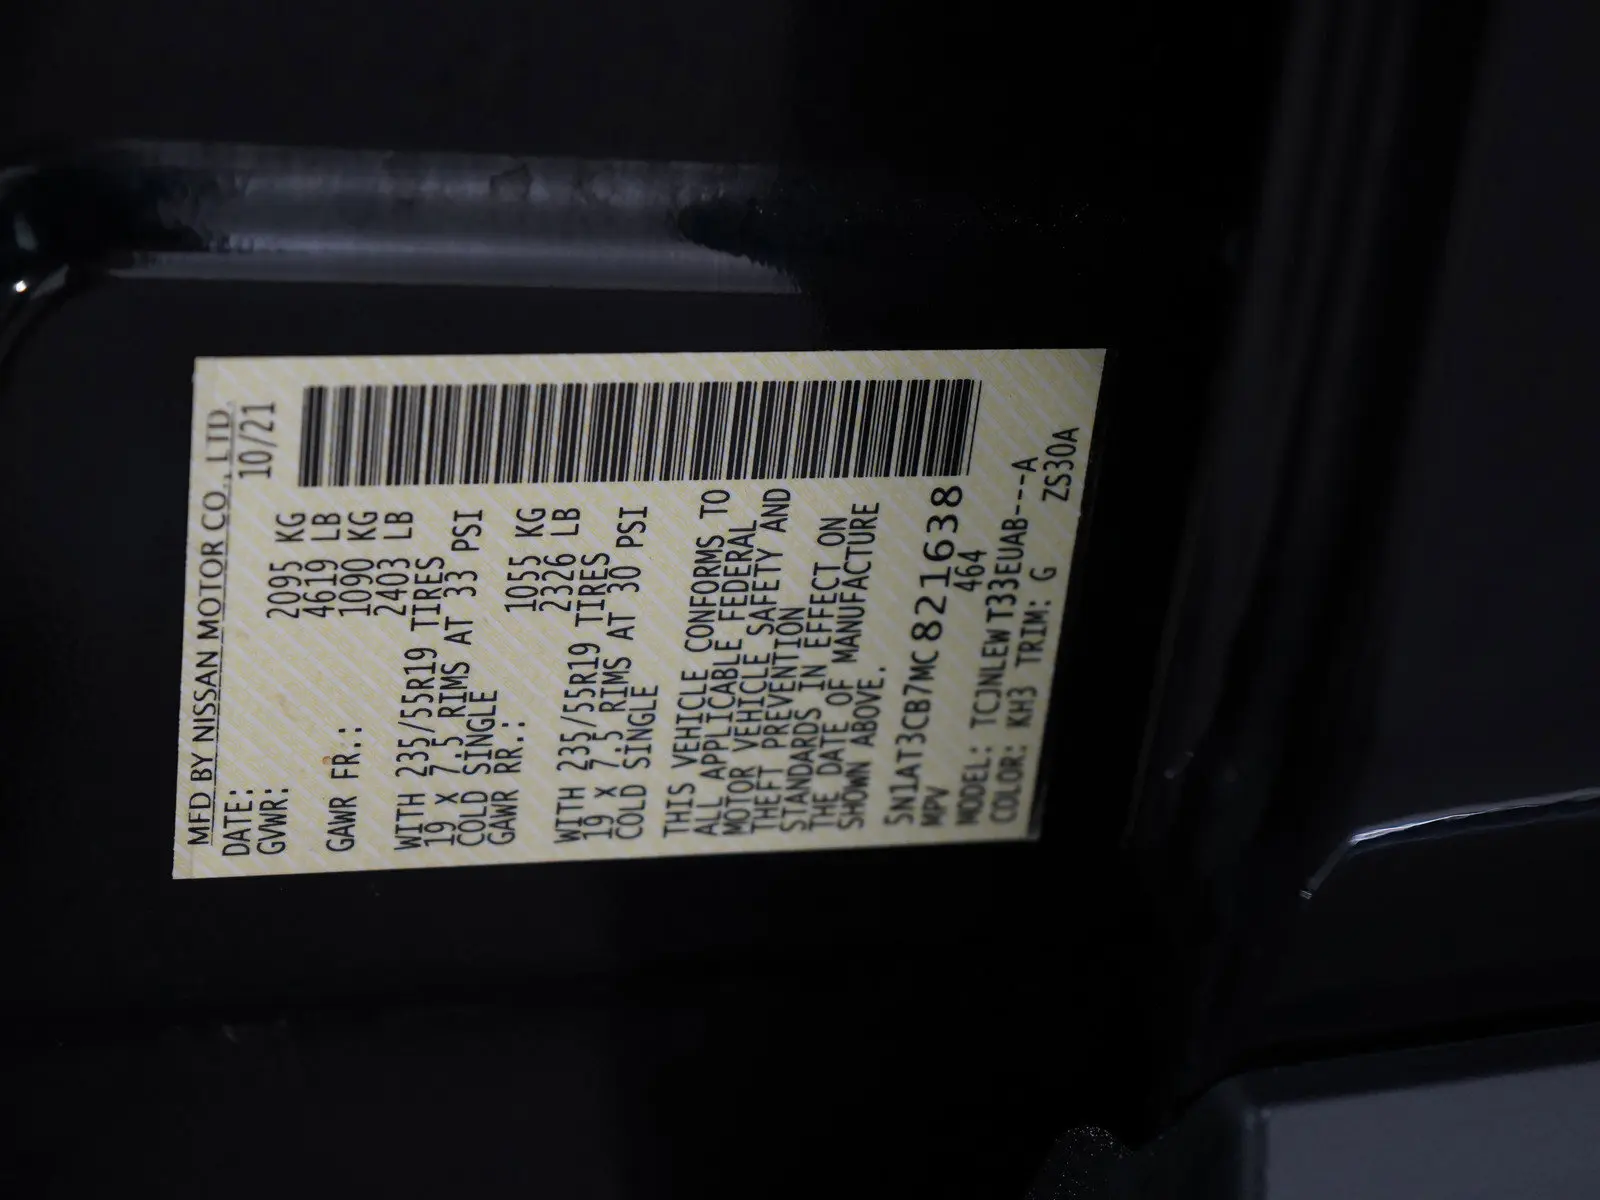 MFD BY NISSAN MOTOR CO., LTD.
DATE: 10/21
GVWR: 2095 KG
4619 LB
GAWR FR.: 1090 KG
2403 LB
WITH 235/55R19 TIRES
19 X 7.5 RIMS AT 33 PSI
COLD SINGLE
GAWR RR.: 1055 KG
2326 LB
WITH 235/55R19 TIRES
19 X 7.5 RIMS AT 30 PSI
COLD SINGLE
THIS VEHICLE CONFORMS TO
ALL APPLICABLE FEDERAL
MOTOR VEHICLE SAFETY AND
THEFT PREVENTION
STANDARDS IN EFFECT ON
THE DATE OF MANUFACTURE
SHOWN ABOVE.
5N1AT3CB7MC821638
MPV 464
MODEL: TCJNLEWT33EUAB---A
COLOR: KH3 TRIM: G ZS30A